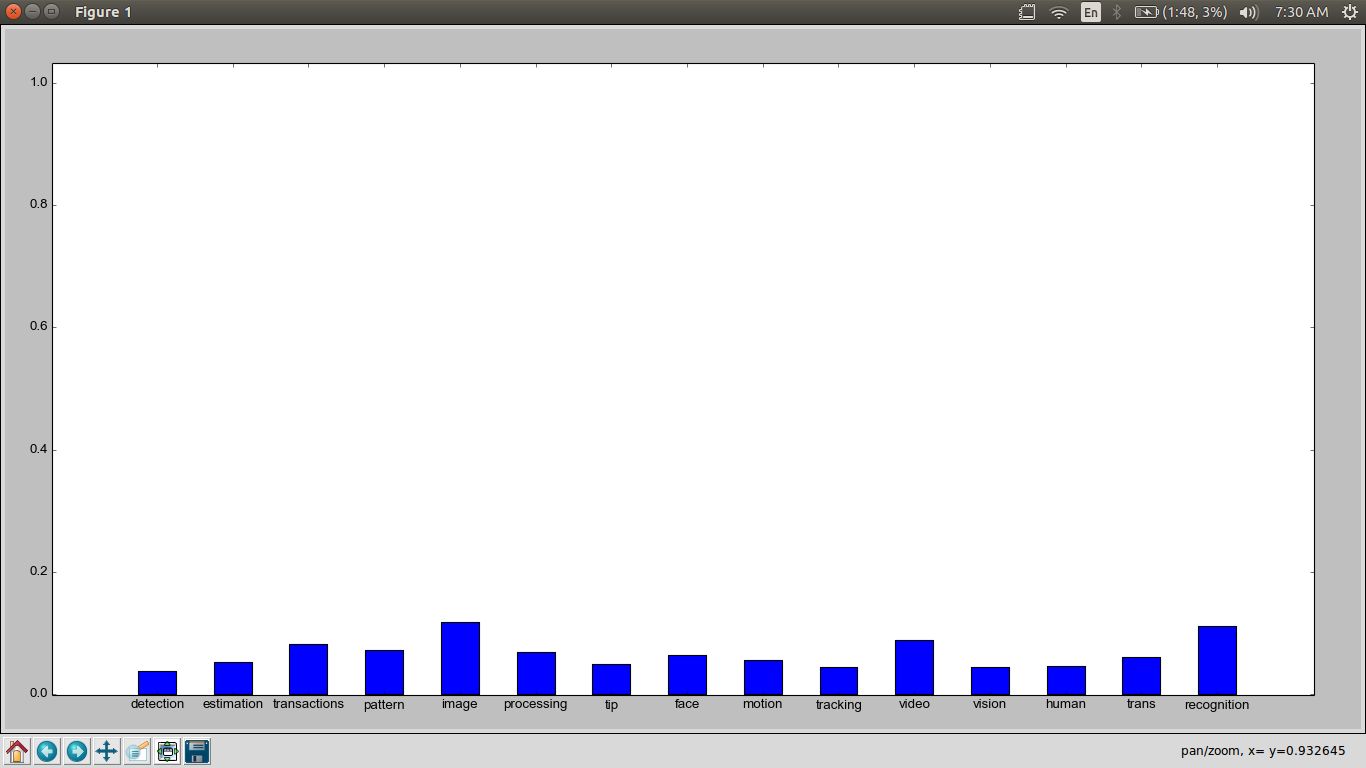 Figure 1
En
(1:48, 3%)
7:30 AM
1.0
0.8
0.6
0.4
0.2
0.0
detection estimation transactions pattern image processing tip face motion tracking video vision human trans recognition
pan/zoom, x= y=0.932645